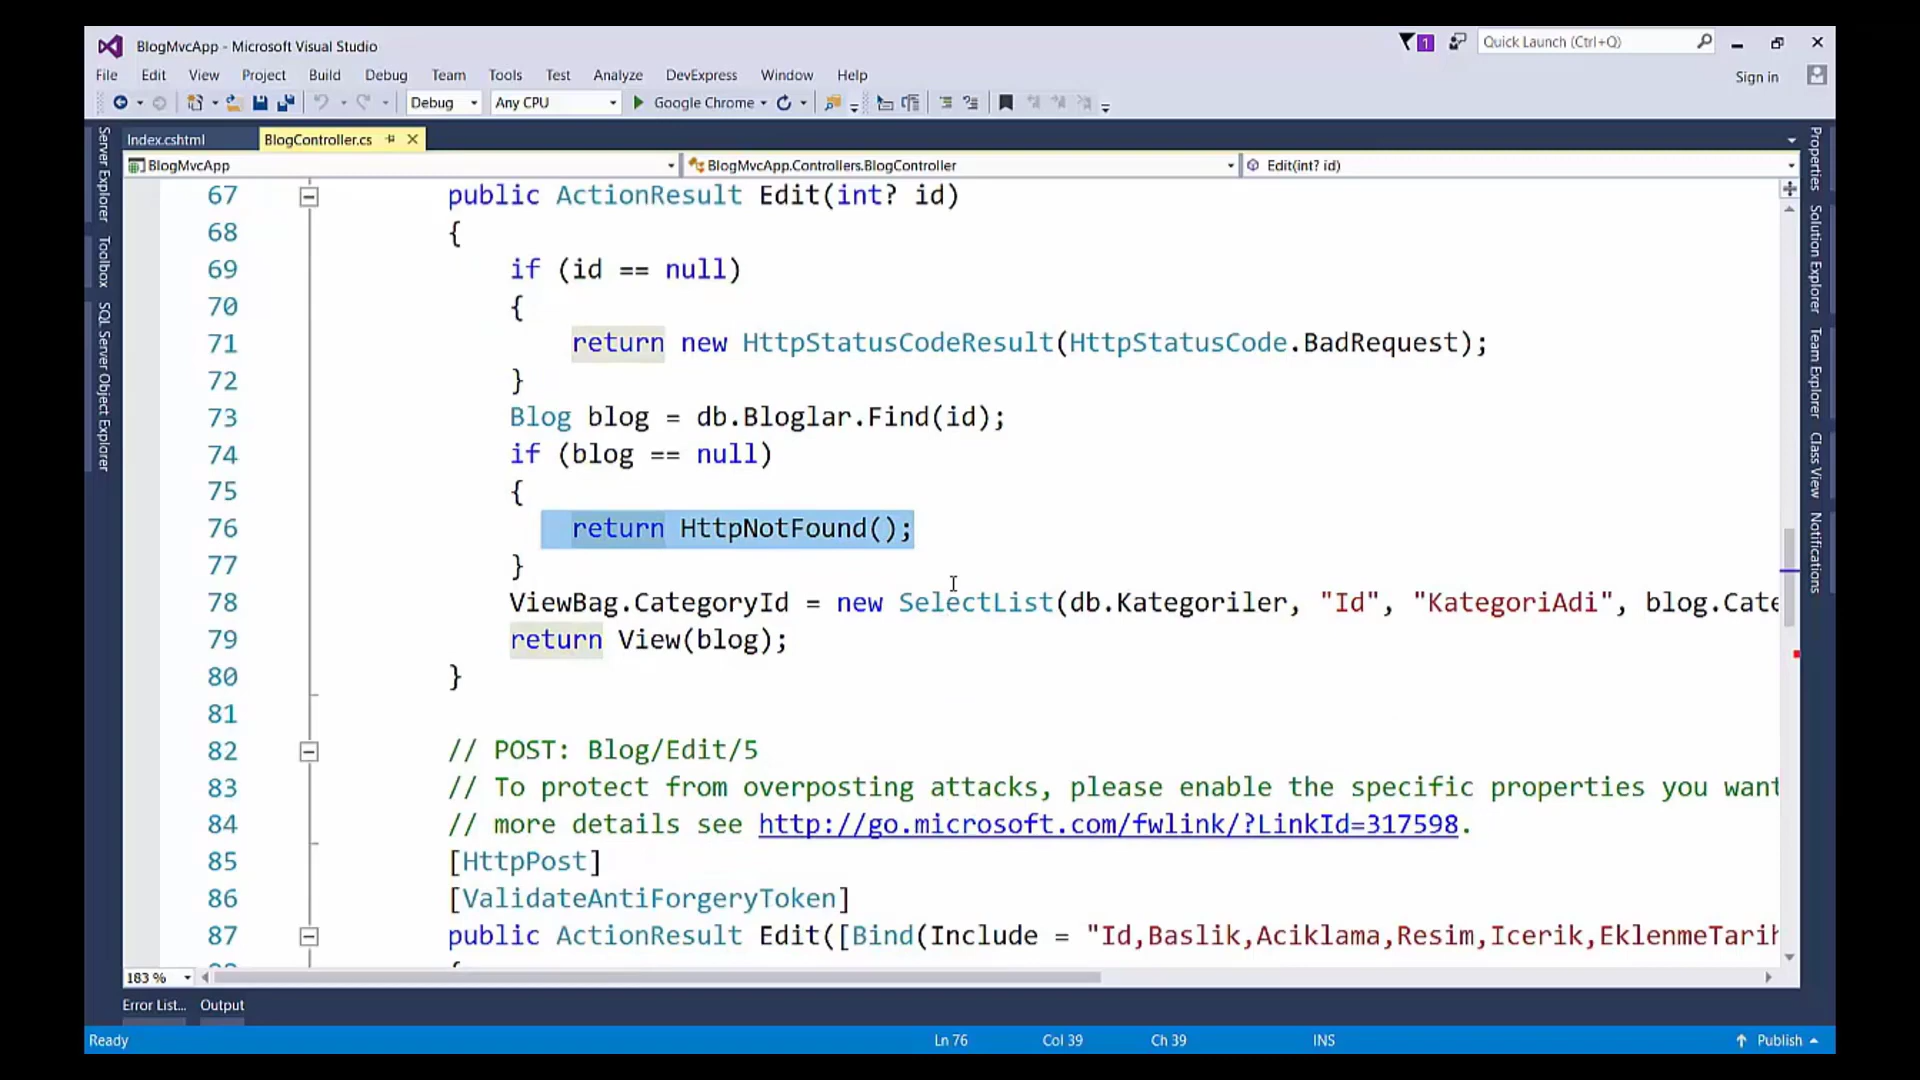 BlogMvcApp - Microsoft Visual Studio
1
Quick Launch (Ctrl+Q)
File Edit View Project Build Debug Team Tools Test Analyze DevExpress Window Help
Sign in
Debug Any CPU Google Chrome
Index.cshtml BlogController.cs
BlogMvcApp BlogMvcApp.Controllers.BlogController Edit(int? id)
Server Explorer
Toolbox
SQL Server Object Explorer
67 public ActionResult Edit(int? id)
68 {
69 if (id == null)
70 {
71 return new HttpStatusCodeResult(HttpStatusCode.BadRequest);
72 }
73 Blog blog = db.Bloglar.Find(id);
74 if (blog == null)
75 {
76 return HttpNotFound();
77 }
78 ViewBag.CategoryId = new SelectList(db.Kategoriler, "Id", "KategoriAdi", blog.Cate
79 return View(blog);
80 }
81
82 // POST: Blog/Edit/5
83 // To protect from overposting attacks, please enable the specific properties you want
84 // more details see http://go.microsoft.com/fwlink/?LinkId=317598.
85 [HttpPost]
86 [ValidateAntiForgeryToken]
87 public ActionResult Edit([Bind(Include = "Id,Baslik,Aciklama,Resim,Icerik,EklenmeTarih
Properties
Solution Explorer
Team Explorer
Class View
Notifications
183 %
Error List... Output
Ready Ln 76 Col 39 Ch 39 INS Publish